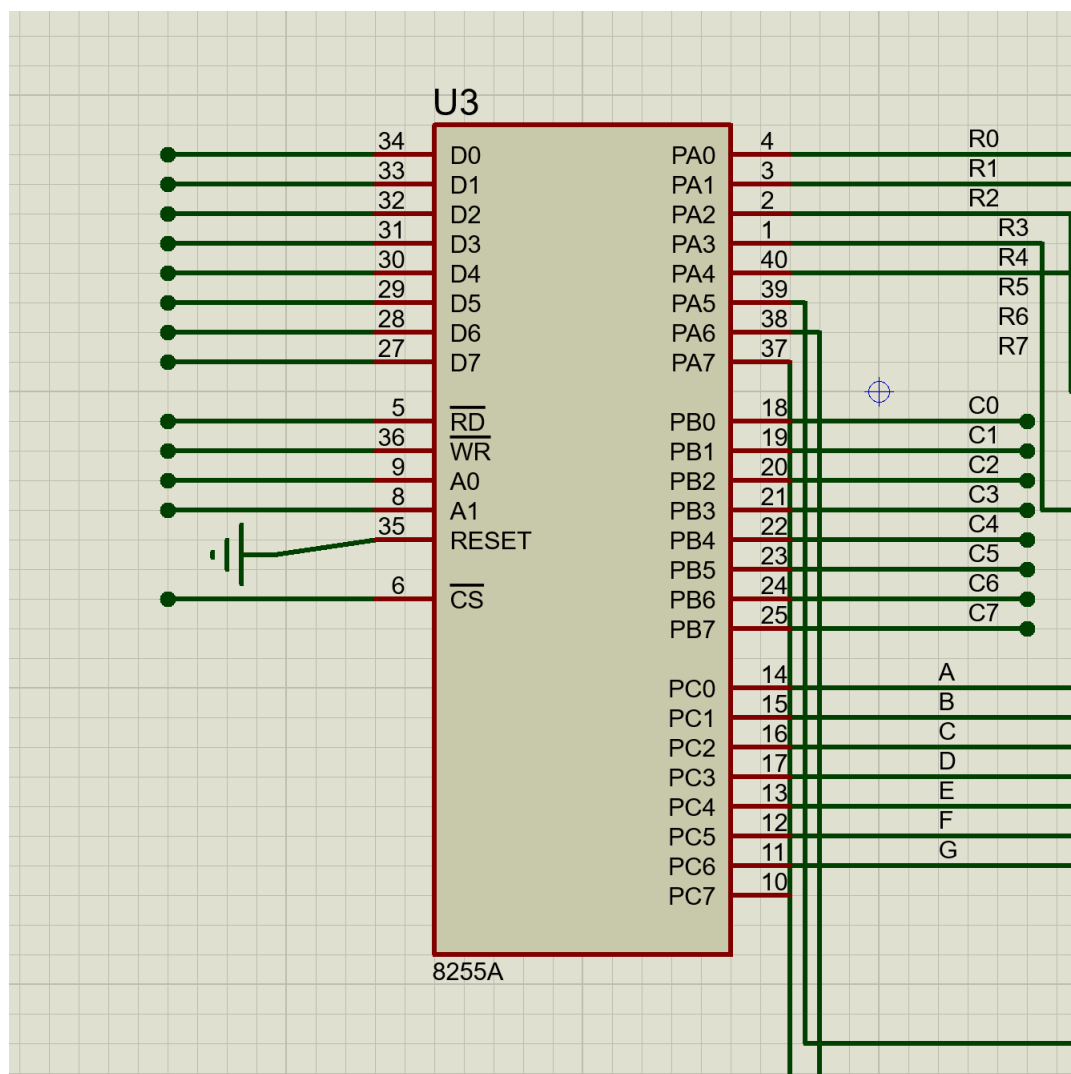 U3
34 D0 PA0 4 R0
33 D1 PA1 3 R1
32 D2 PA2 2 R2
31 D3 PA3 1 R3
30 D4 PA4 40 R4
29 D5 PA5 39 R5
28 D6 PA6 38 R6
27 D7 PA7 37 R7
5 RD PB0 18 C0
36 WR PB1 19 C1
9 A0 PB2 20 C2
8 A1 PB3 21 C3
35 RESET PB4 22 C4
PB5 23 C5
6 CS PB6 24 C6
PB7 25 C7
PC0 14 A
PC1 15 B
PC2 16 C
PC3 17 D
PC4 13 E
PC5 12 F
PC6 11 G
PC7 10
8255A